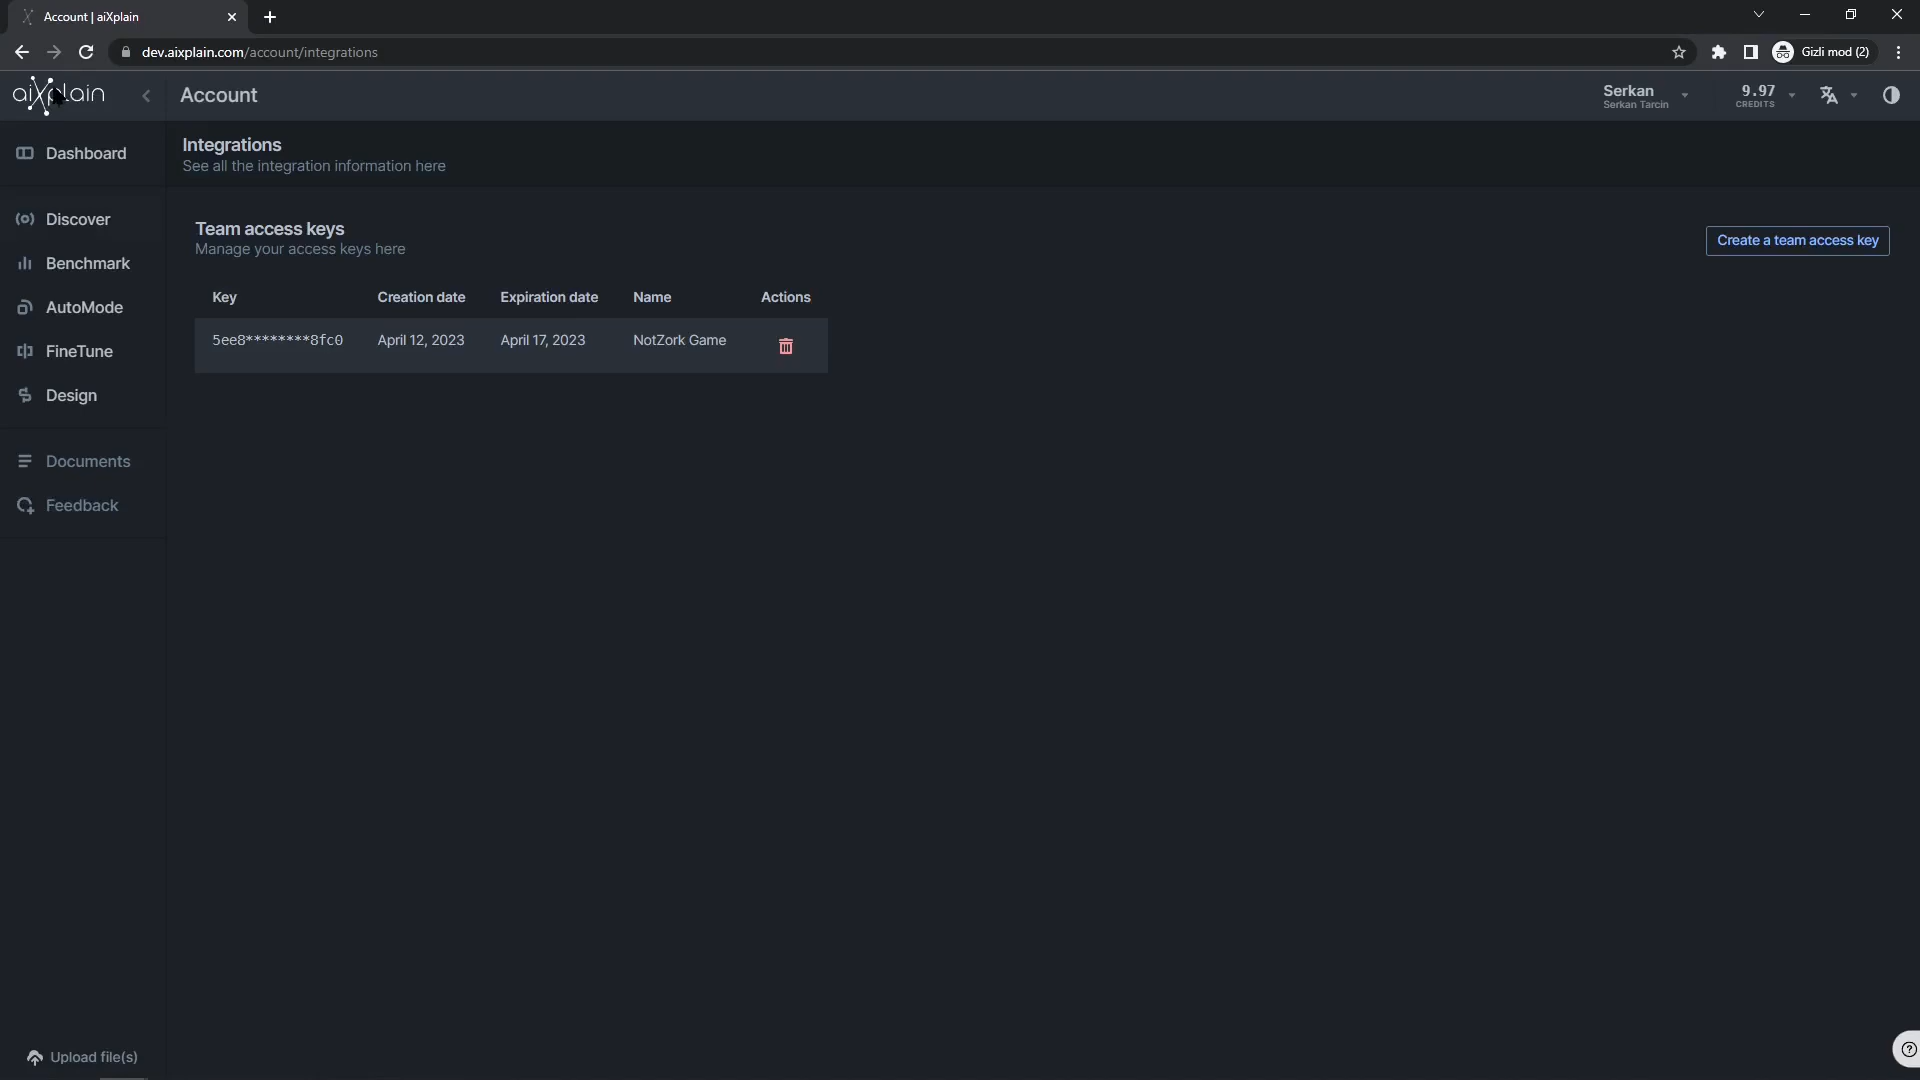 Account | aiXplain
dev.aixplain.com/account/integrations
Gizli mod (2)
aiXplain
Account
Serkan
Serkan Tarcin
9.97
CREDITS
Dashboard
Integrations
See all the integration information here
Discover
Benchmark
AutoMode
FineTune
Design
Documents
Feedback
Team access keys
Manage your access keys here
Create a team access key
Key Creation date Expiration date Name Actions
5ee8********8fc0 April 12, 2023 April 17, 2023 NotZork Game
Upload file(s)